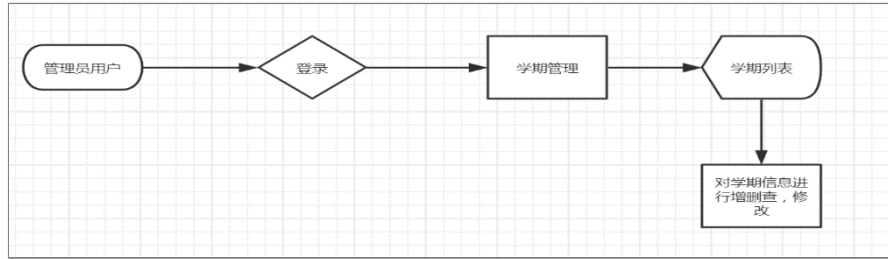 管理员用户
登录
学期管理
学期列表
对学期信息进
行增删查，修
改